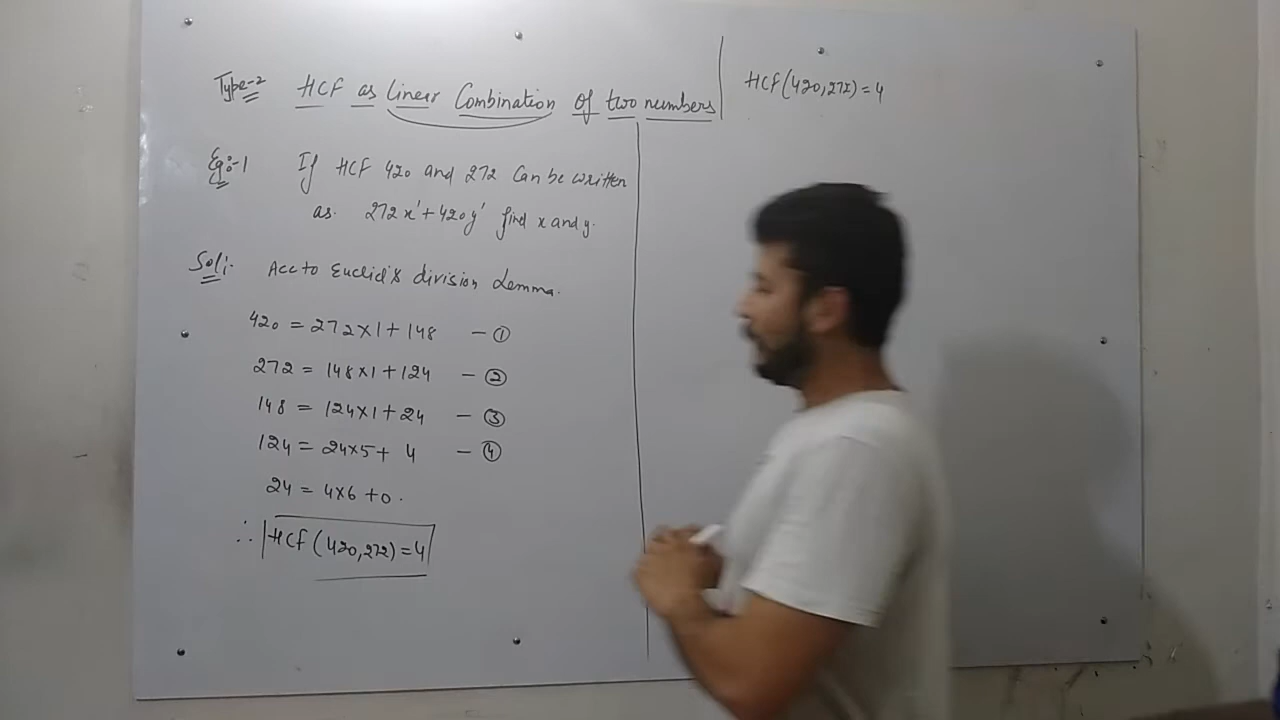 Type-2 HCF as Linear Combination of two numbers
Eg:-1 If HCF 420 and 272 Can be written
as. 272x' + 420y' find x and y.
Sol:- Acc to Euclid's division Lemma.
420 = 272×1 + 148 - ①
272 = 148×1 + 124 - ②
148 = 124×1 + 24 - ③
124 = 24×5 + 4 - ④
24 = 4×6 + 0.
∴ HCF (420,272) = 4
HCF (420,272) = 4